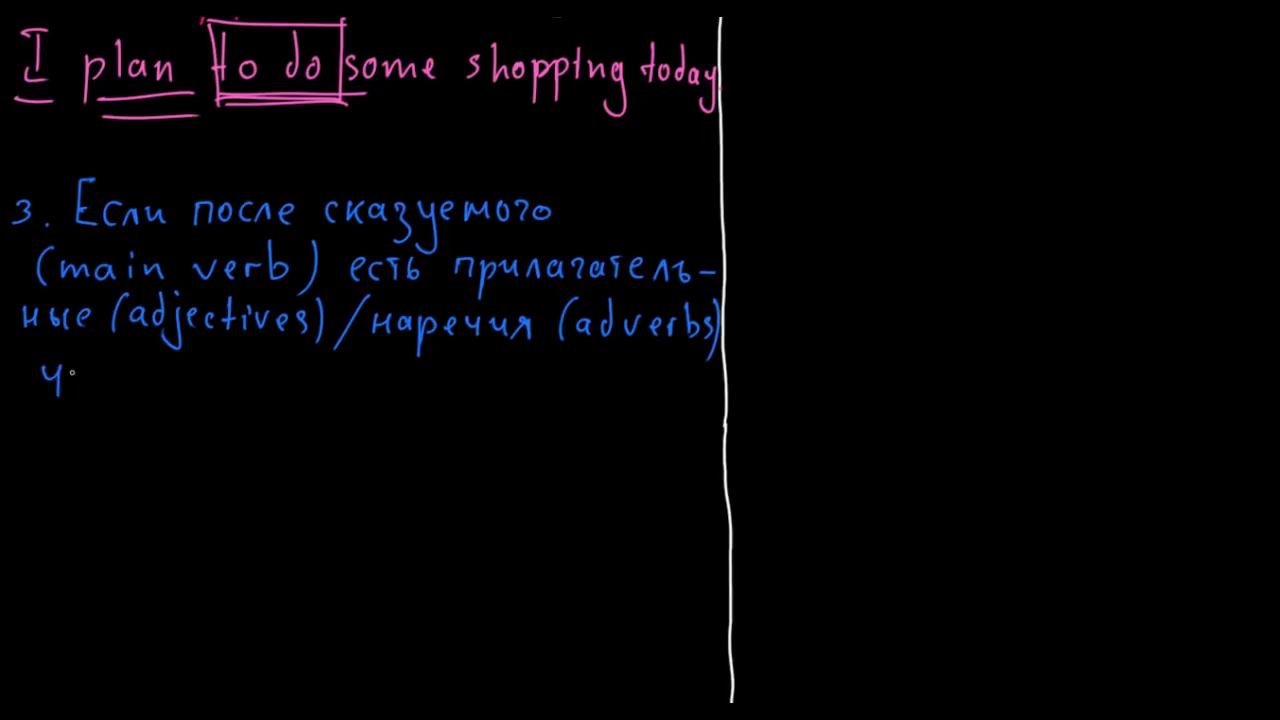 I plan to do some shopping today
3. Если после сказуемого
(main verb) есть прилагатель-
ные (adjectives) / наречия (adverbs)
ч